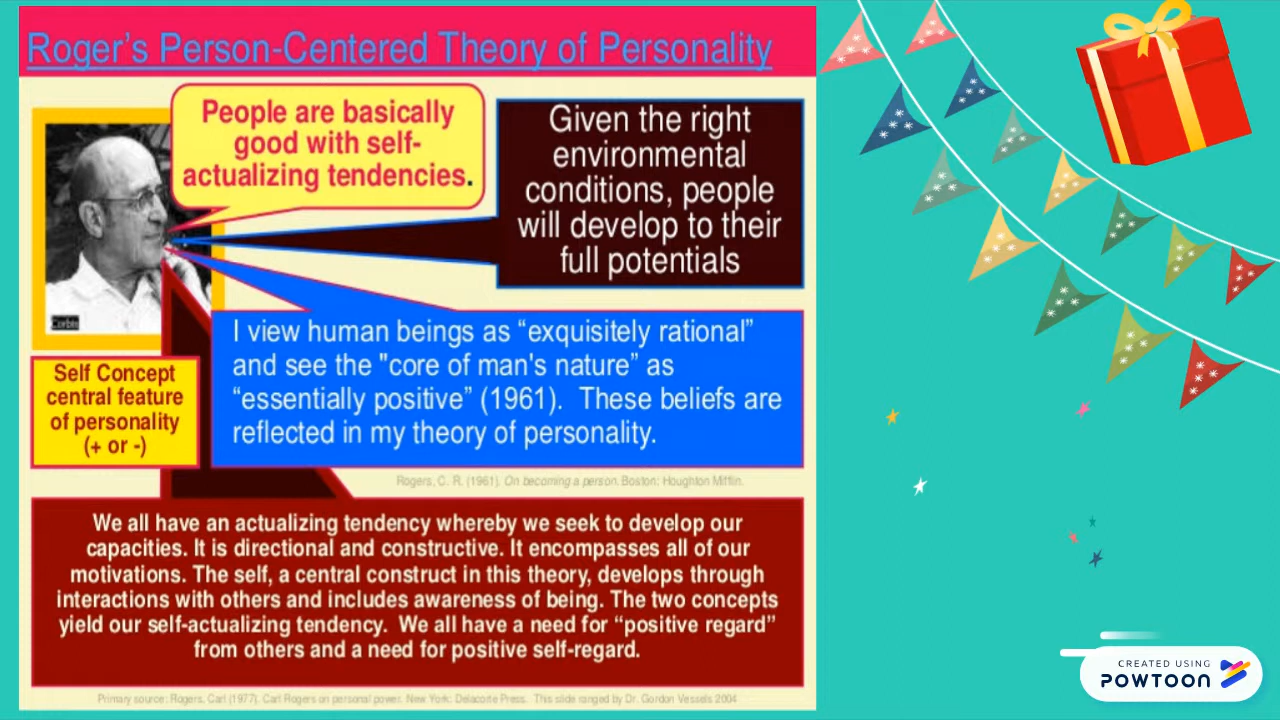 Roger’s Person-Centered Theory of Personality
People are basically
good with self-
actualizing tendencies.
Given the right
environmental
conditions, people
will develop to their
full potentials
Corbis
I view human beings as “exquisitely rational”
and see the "core of man's nature” as
“essentially positive” (1961).  These beliefs are
reflected in my theory of personality.
Self Concept
central feature
of personality
(+ or -)
Rogers, C. R. (1961). On becoming a person. Boston: Houghton Mifflin.
We all have an actualizing tendency whereby we seek to develop our
capacities. It is directional and constructive. It encompasses all of our
motivations. The self, a central construct in this theory, develops through
interactions with others and includes awareness of being. The two concepts
yield our self-actualizing tendency.  We all have a need for “positive regard”
from others and a need for positive self-regard.
Primary source: Rogers, Carl (1977). Carl Rogers on personal power. New York: Delacorte Press.  This slide ranged by Dr. Gordon Vessels 2004
CREATED USING
POWTOON